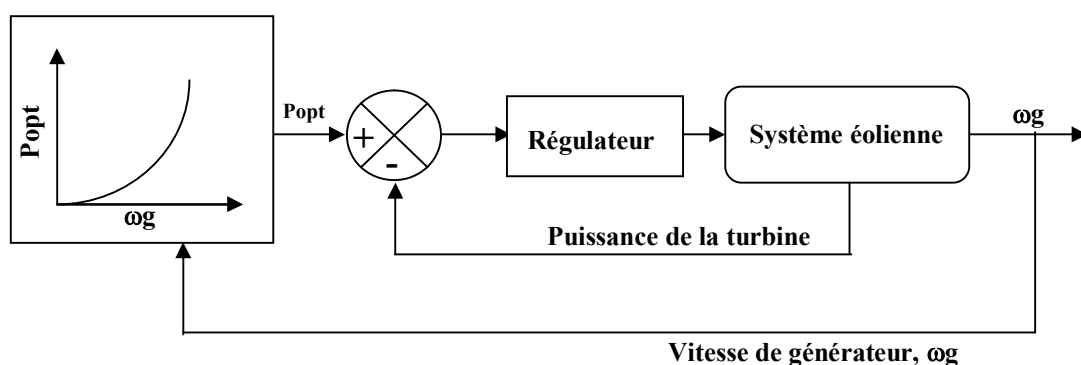 Popt
ωg
Popt
+
-
Régulateur
Système éolienne
ωg
Puissance de la turbine
Vitesse de générateur, ωg